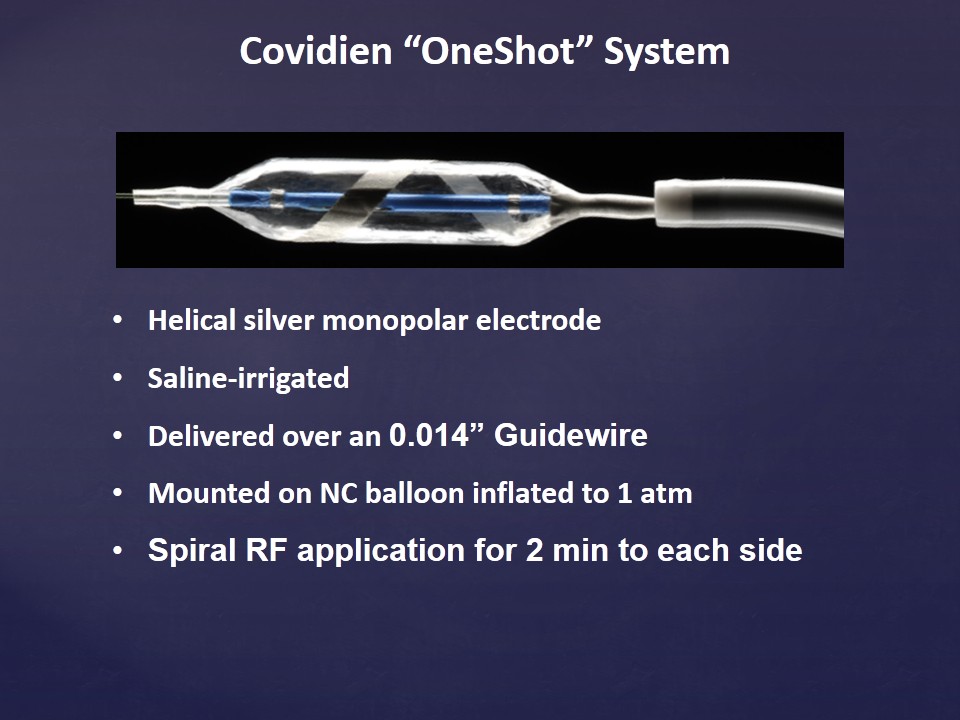 Covidien “OneShot” System
• Helical silver monopolar electrode
• Saline-irrigated
• Delivered over an 0.014” Guidewire
• Mounted on NC balloon inflated to 1 atm
• Spiral RF application for 2 min to each side